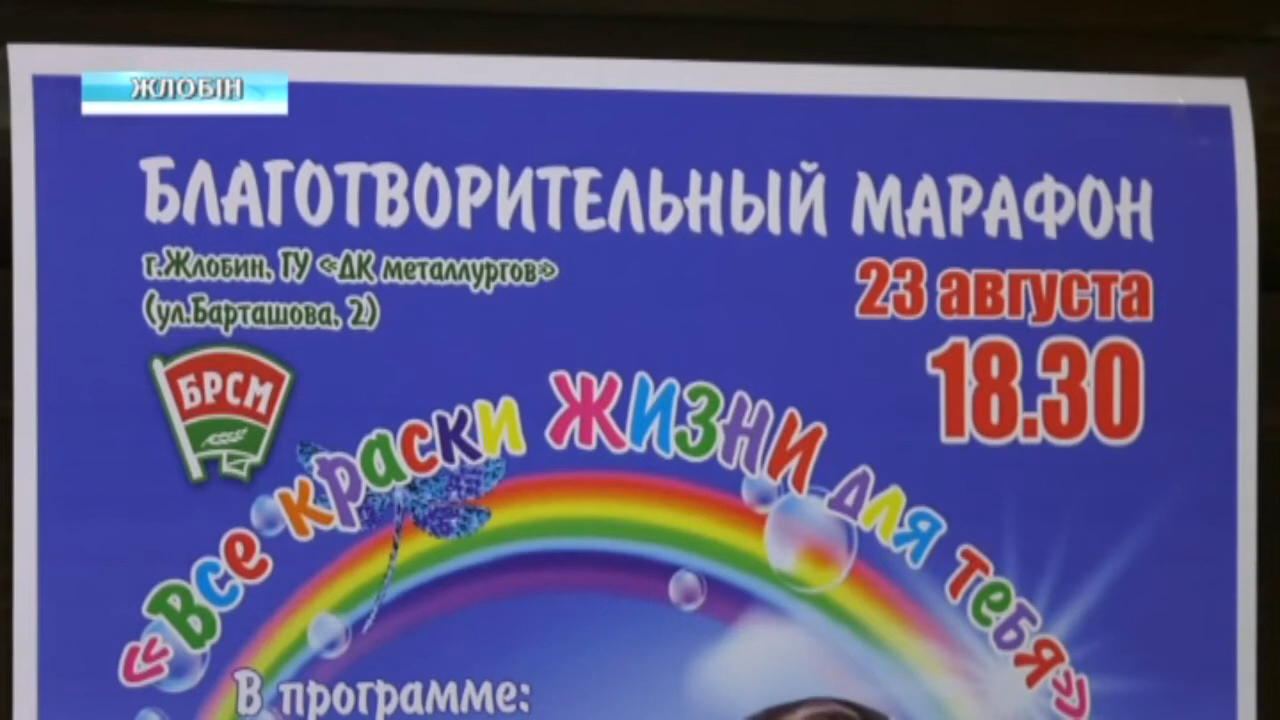 ЖЛОБІН
БЛАГОТВОРИТЕЛЬНЫЙ МАРАФОН
г.Жлобин, ГУ «ДК металлургов»
(ул.Барташова, 2)
23 августа
18.30
БРСМ
«Все краски жизни для тебя»
В программе: